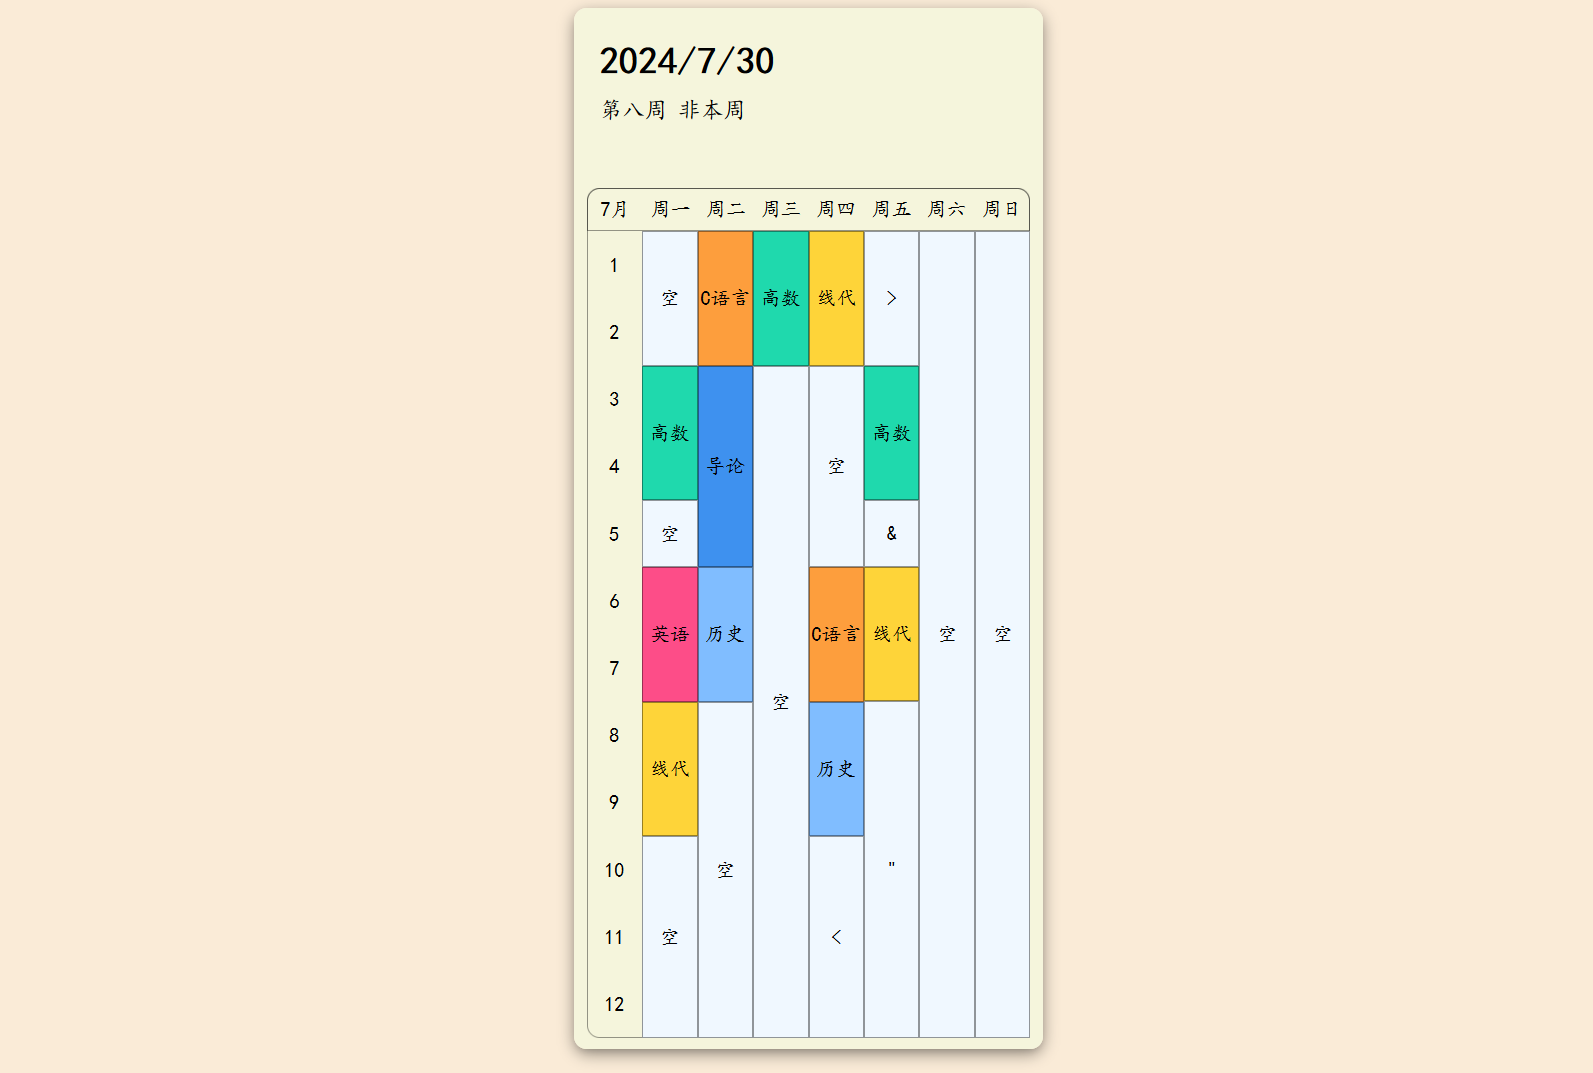 2024/7/30
第八周 非本周
7月 周一 周二 周三 周四 周五 周六 周日
1
空 C语言 高数 线代 >
2
3
高数 高数
4 导论 空
5 空 &
6
英语 历史 C语言 线代 空 空
7
空
8
线代 历史
9
10 空 "
11 空 <
12